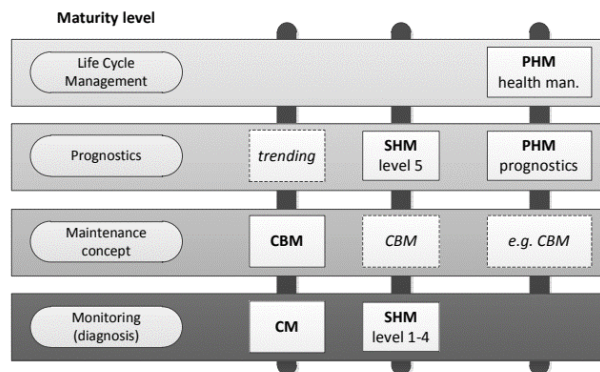 Maturity level
Life Cycle
Management
PHM
health man.
Prognostics
trending
SHM
level 5
PHM
prognostics
Maintenance
concept
CBM
CBM
e.g. CBM
Monitoring
(diagnosis)
CM
SHM
level 1-4